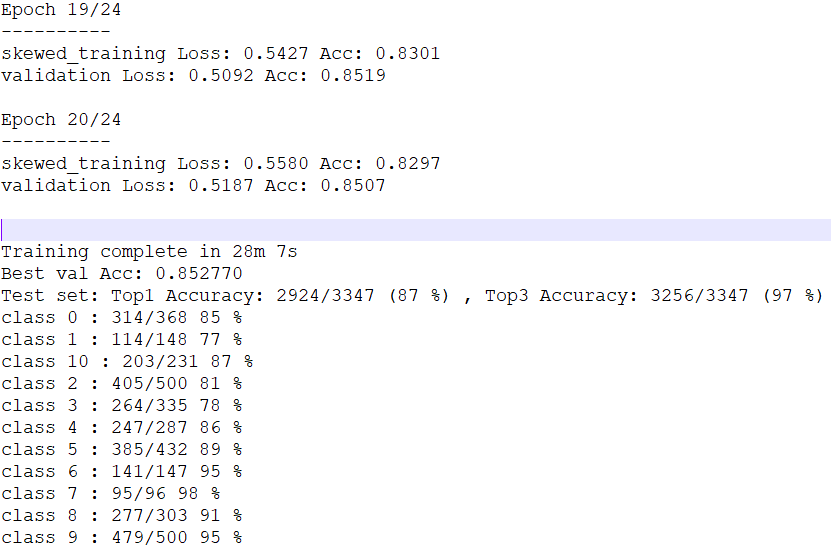 Epoch 19/24
----------
skewed_training Loss: 0.5427 Acc: 0.8301
validation Loss: 0.5092 Acc: 0.8519
Epoch 20/24
----------
skewed_training Loss: 0.5580 Acc: 0.8297
validation Loss: 0.5187 Acc: 0.8507
Training complete in 28m 7s
Best val Acc: 0.852770
Test set: Top1 Accuracy: 2924/3347 (87 %) , Top3 Accuracy: 3256/3347 (97 %)
class 0 : 314/368 85 %
class 1 : 114/148 77 %
class 10 : 203/231 87 %
class 2 : 405/500 81 %
class 3 : 264/335 78 %
class 4 : 247/287 86 %
class 5 : 385/432 89 %
class 6 : 141/147 95 %
class 7 : 95/96 98 %
class 8 : 277/303 91 %
class 9 : 479/500 95 %